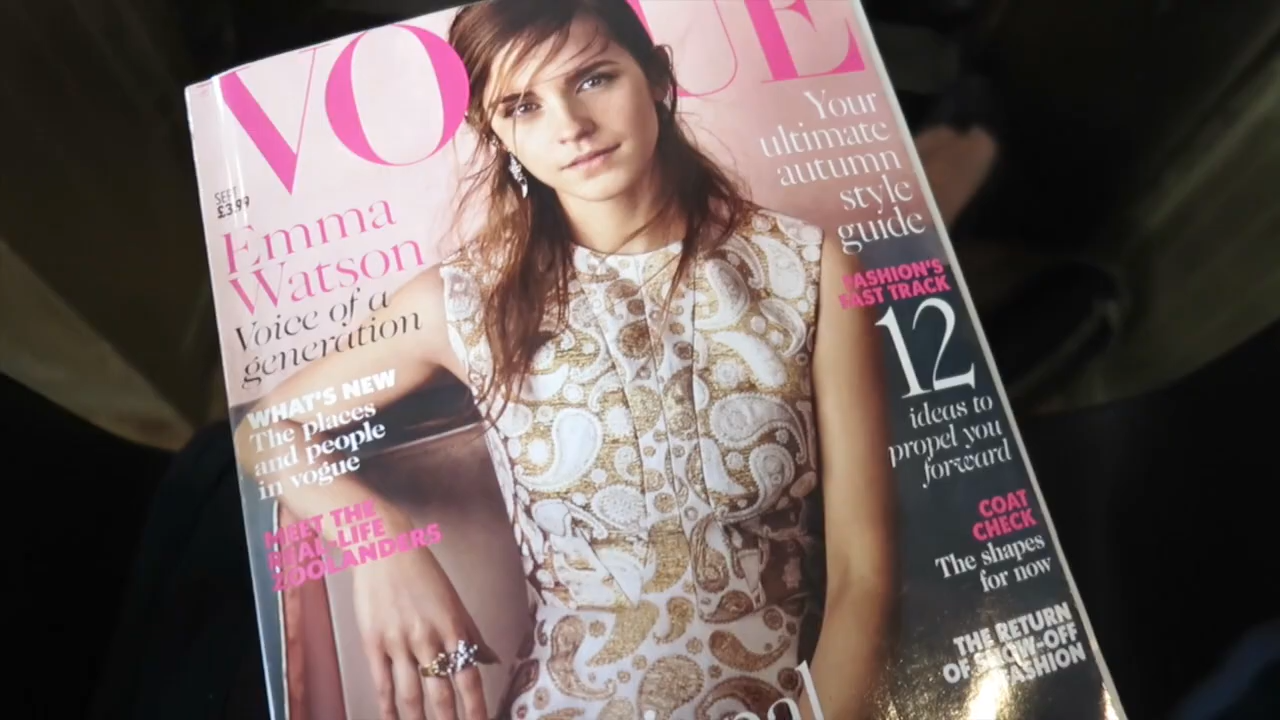 VOGUE
SEPT
£3.99
Emma
Watson
Voice of a
generation
WHAT'S NEW
The places
and people
in vogue
MEET THE
REAL-LIFE
ZOOLANDERS
Your
ultimate
autumn
style
guide
FASHION'S
FAST TRACK
12
ideas to
propel you
forward
COAT
CHECK
The shapes
for now
THE RETURN
OF SHOW-OFF
FASHION